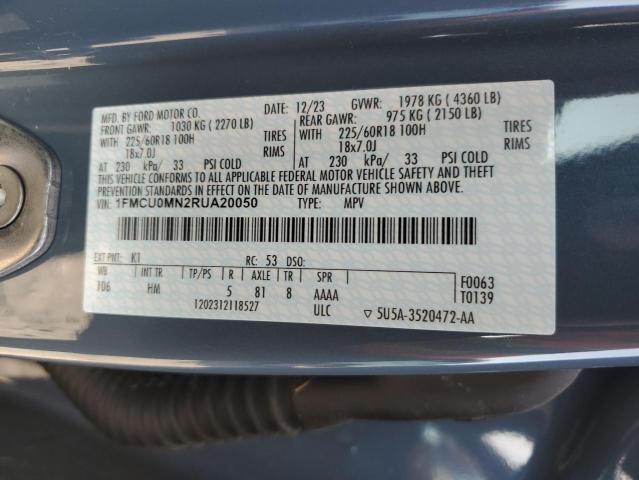 MFD. BY FORD MOTOR CO.
DATE: 12/23 GVWR: 1978 KG ( 4360 LB)
FRONT GAWR: 1030 KG ( 2270 LB)
REAR GAWR: 975 KG ( 2150 LB)
WITH 225/60R18 100H TIRES
WITH 225/60R18 100H TIRES
18x7.0J RIMS
18x7.0J RIMS
AT 230 kPa/ 33 PSI COLD
AT 230 kPa/ 33 PSI COLD
THIS VEHICLE CONFORMS TO ALL APPLICABLE FEDERAL MOTOR VEHICLE SAFETY AND THEFT
PREVENTION STANDARDS IN EFFECT ON THE DATE OF MANUFACTURE SHOWN ABOVE.
VIN: 1FMCU0MN2RUA20050
TYPE: MPV
EXT PNT: K1 RC: 53 DSO:
WB INT TR TP/PS R AXLE TR SPR
106 HM 5 81 8 AAAA
F0063
T0139
1202312118527 ULC
5U5A-3520472-AA